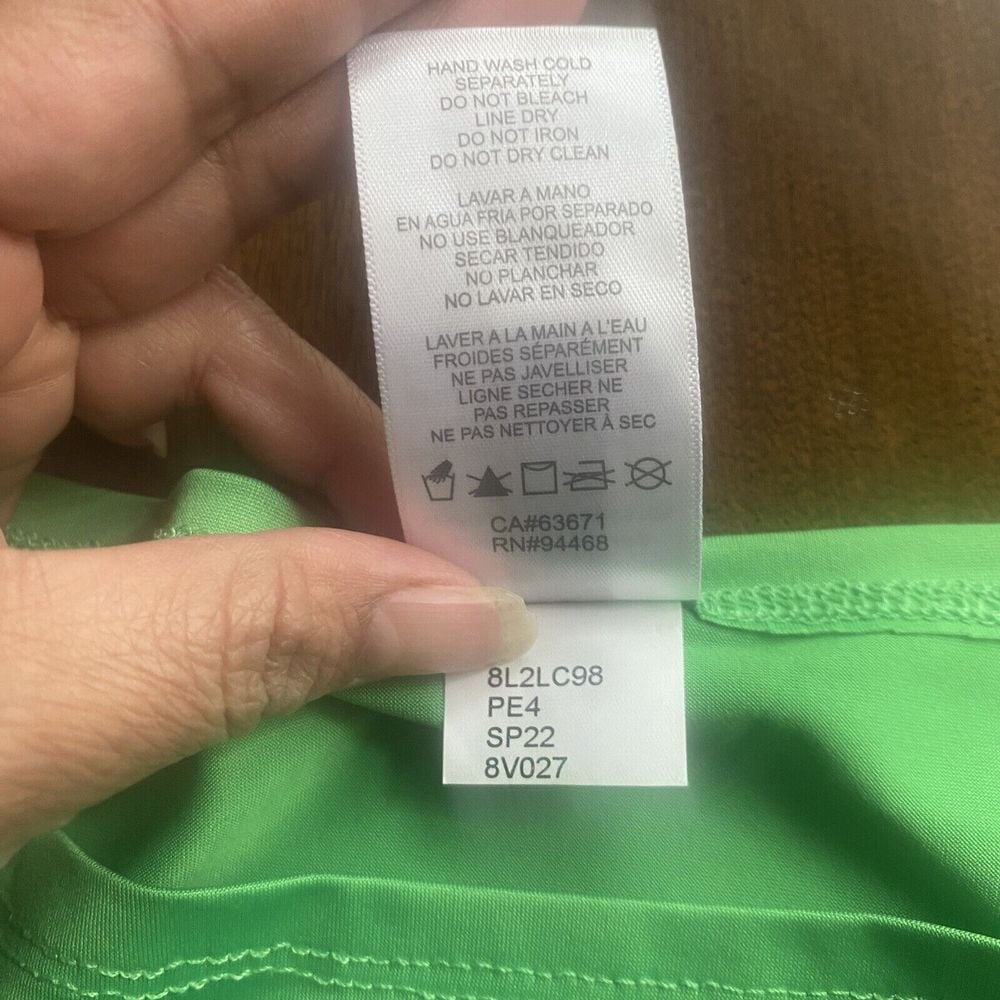 HAND WASH COLD
SEPARATELY
DO NOT BLEACH
LINE DRY
DO NOT IRON
DO NOT DRY CLEAN
LAVAR A MANO
EN AGUA FRIA POR SEPARADO
NO USE BLANQUEADOR
SECAR TENDIDO
NO PLANCHAR
NO LAVAR EN SECO
LAVER A LA MAIN A L'EAU
FROIDES SÉPARÉMENT
NE PAS JAVELLISER
LIGNE SECHER NE
PAS REPASSER
NE PAS NETTOYER À SEC
CA#63671
RN#94468
8L2LC98
PE4
SP22
8V027